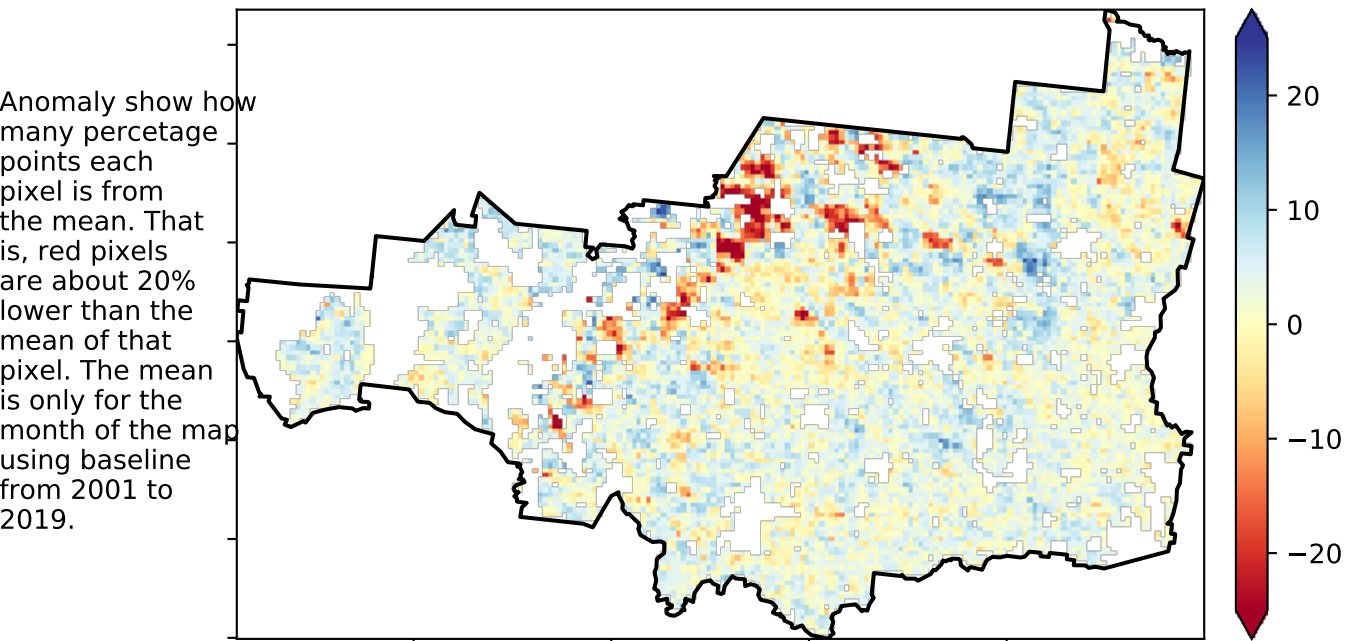 Anomaly show how
many percetage
points each
pixel is from
the mean. That
is, red pixels
are about 20%
lower than the
mean of that
pixel. The mean
is only for the
month of the map
using baseline
from 2001 to
2019.
20
10
0
−10
−20